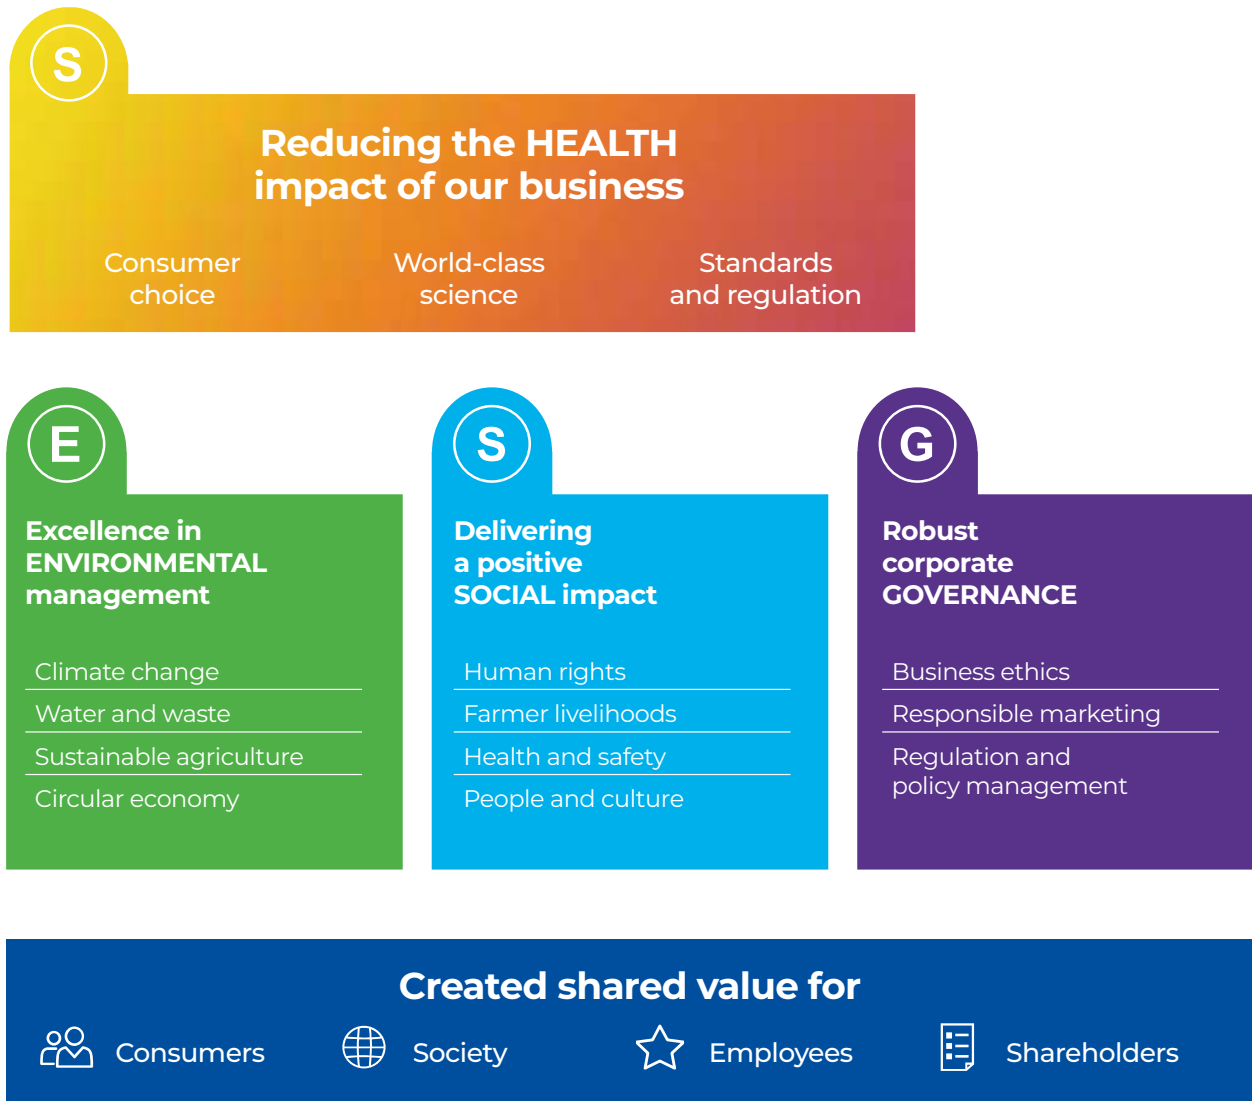 S
Reducing the HEALTH
impact of our business
Consumer
choice
World-class
science
Standards
and regulation
E
Excellence in
ENVIRONMENTAL
management
Climate change
Water and waste
Sustainable agriculture
Circular economy
S
Delivering
a positive
SOCIAL impact
Human rights
Farmer livelihoods
Health and safety
People and culture
G
Robust
corporate
GOVERNANCE
Business ethics
Responsible marketing
Regulation and
policy management
Created shared value for
Consumers
Society
Employees
Shareholders